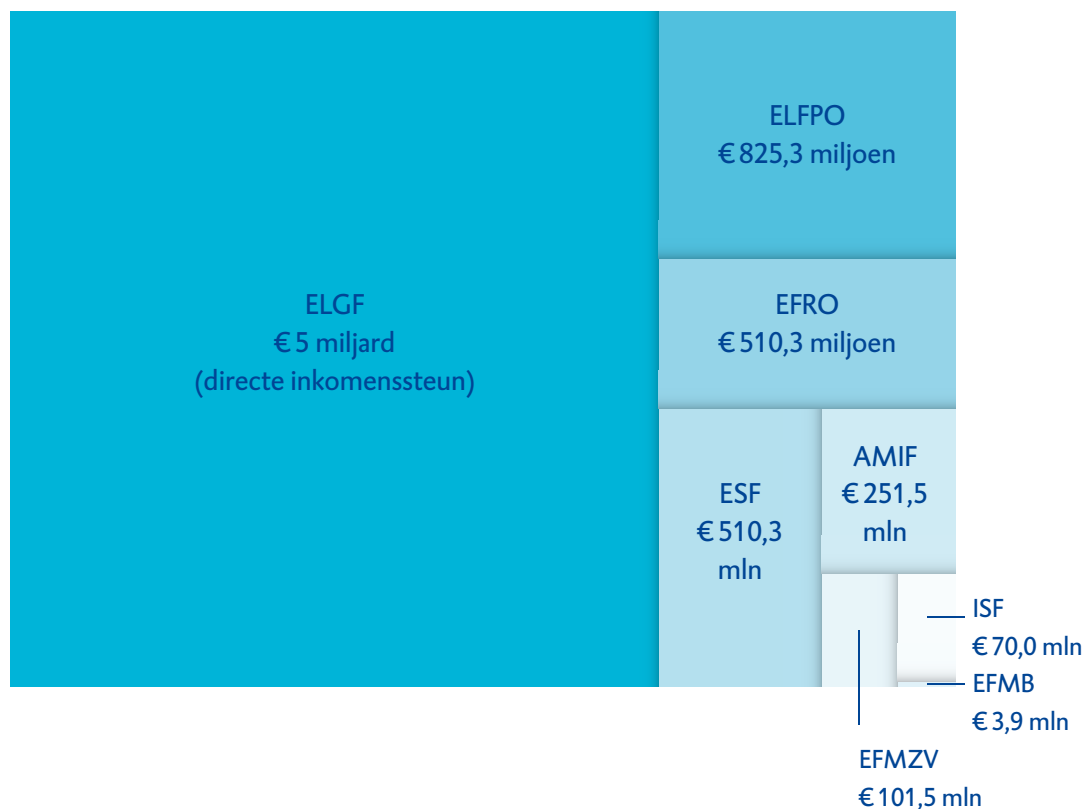 ELGF
€ 5 miljard
(directe inkomenssteun)
ELFPO
€ 825,3 miljoen
EFRO
€ 510,3 miljoen
ESF
€ 510,3
mln
AMIF
€ 251,5
mln
ISF
€ 70,0 mln
EFMB
€ 3,9 mln
EFMZV
€ 101,5 mln